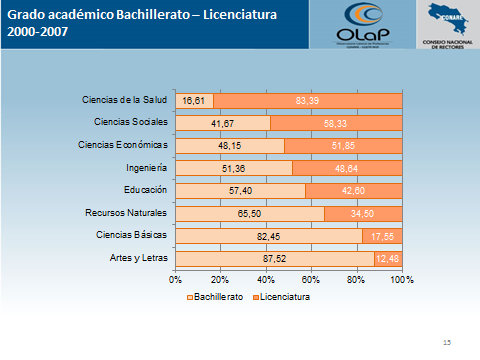 Grado académico Bachillerato – Licenciatura
2000-2007
OLaP
CONARE
CONSEJO NACIONAL
DE RECTORES
Ciencias de la Salud 16,61 83,39
Ciencias Sociales 41,67 58,33
Ciencias Económicas 48,15 51,85
Ingeniería 51,36 48,64
Educación 57,40 42,60
Recursos Naturales 65,50 34,50
Ciencias Básicas 82,45 17,55
Artes y Letras 87,52 12,48
0% 20% 40% 60% 80% 100%
Bachillerato Licenciatura
15